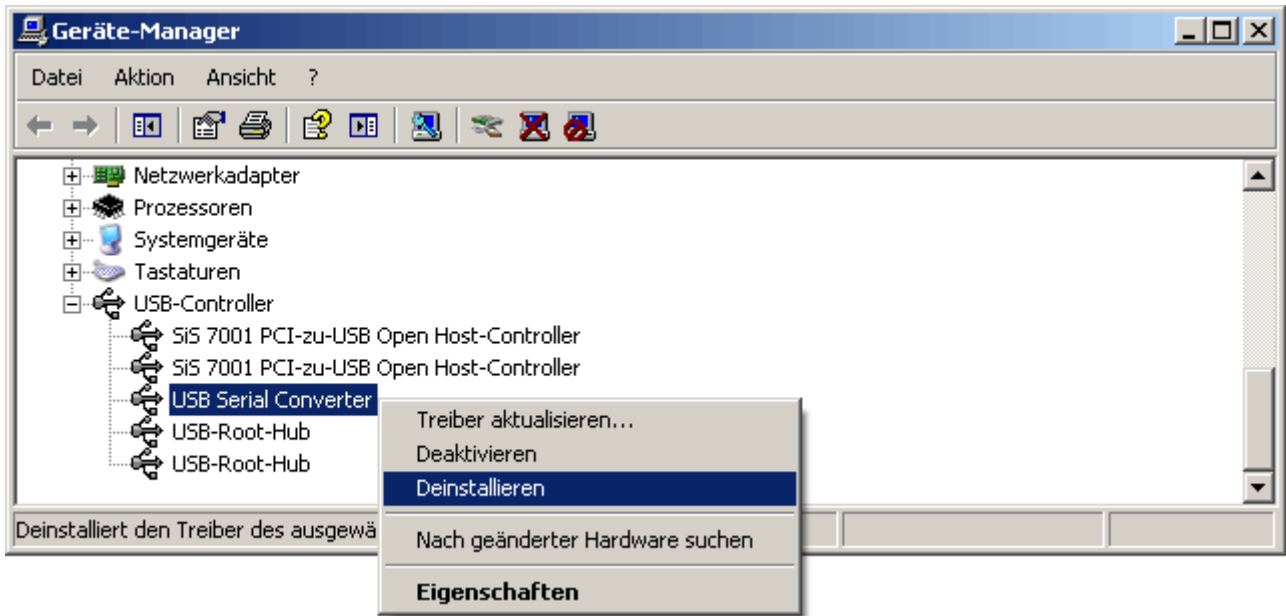 Geräte-Manager
Datei Aktion Ansicht ?
Netzwerkadapter
Prozessoren
Systemgeräte
Tastaturen
USB-Controller
SiS 7001 PCI-zu-USB Open Host-Controller
SiS 7001 PCI-zu-USB Open Host-Controller
USB Serial Converter
USB-Root-Hub
USB-Root-Hub
Treiber aktualisieren...
Deaktivieren
Deinstallieren
Nach geänderter Hardware suchen
Eigenschaften
Deinstalliert den Treiber des ausgewä